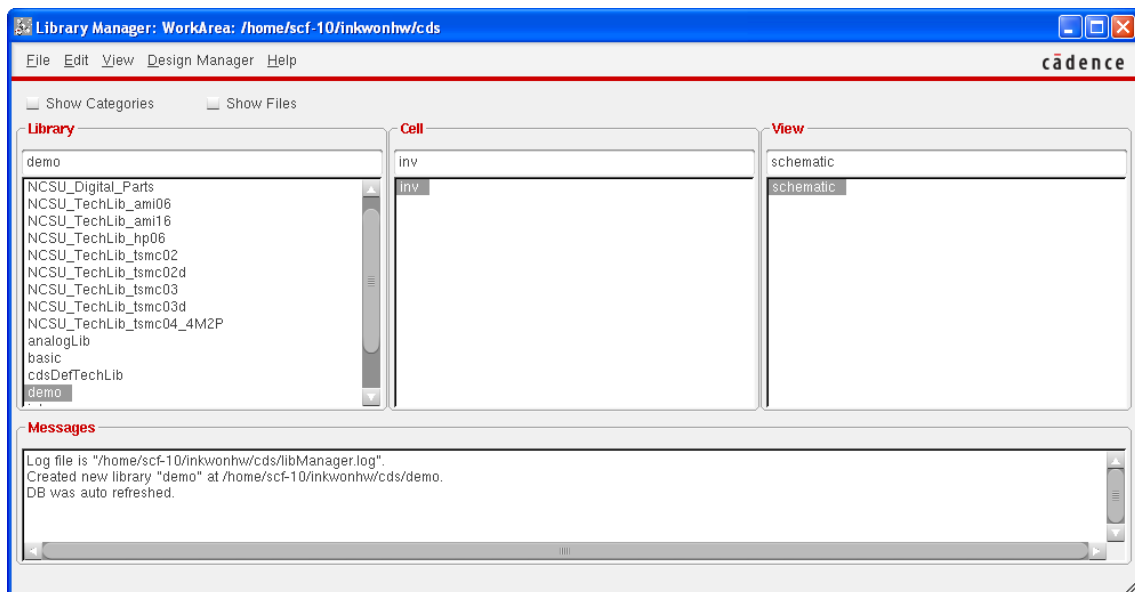 Library Manager: WorkArea: /home/scf-10/inkwonhw/cds
File Edit View Design Manager Help
cādence
Show Categories Show Files
Library
demo
NCSU_Digital_Parts
NCSU_TechLib_ami06
NCSU_TechLib_ami16
NCSU_TechLib_hp06
NCSU_TechLib_tsmc02
NCSU_TechLib_tsmc02d
NCSU_TechLib_tsmc03
NCSU_TechLib_tsmc03d
NCSU_TechLib_tsmc04_4M2P
analogLib
basic
cdsDefTechLib
demo
Cell
inv
inv
View
schematic
schematic
Messages
Log file is "/home/scf-10/inkwonhw/cds/libManager.log".
Created new library "demo" at /home/scf-10/inkwonhw/cds/demo.
DB was auto refreshed.